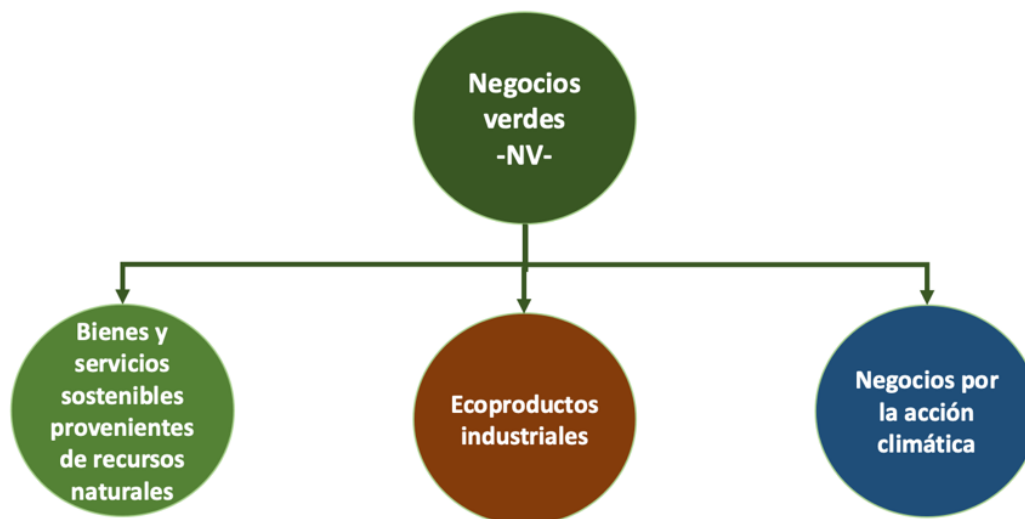 Negocios
verdes
-NV-
Bienes y
servicios
sostenibles
provenientes
de recursos
naturales
Ecoproductos
industriales
Negocios por
la acción
climática